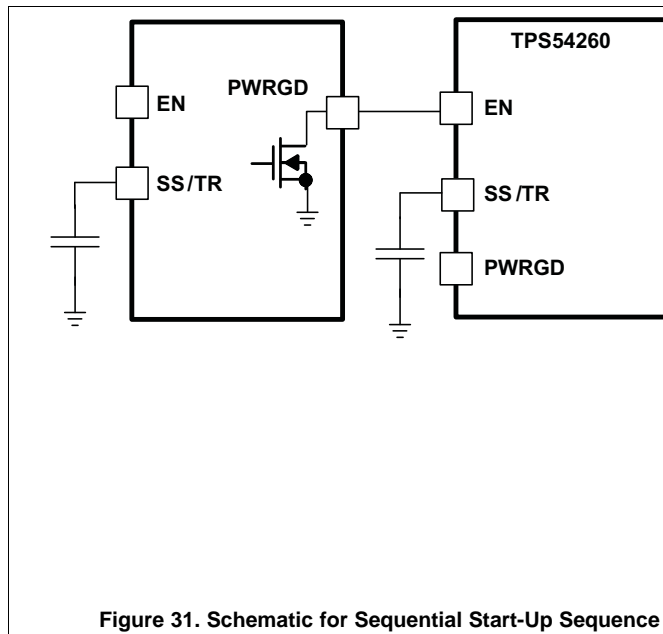 TPS54260
EN
PWRGD
SS/TR
EN
SS/TR
PWRGD
Figure 31. Schematic for Sequential Start-Up Sequence